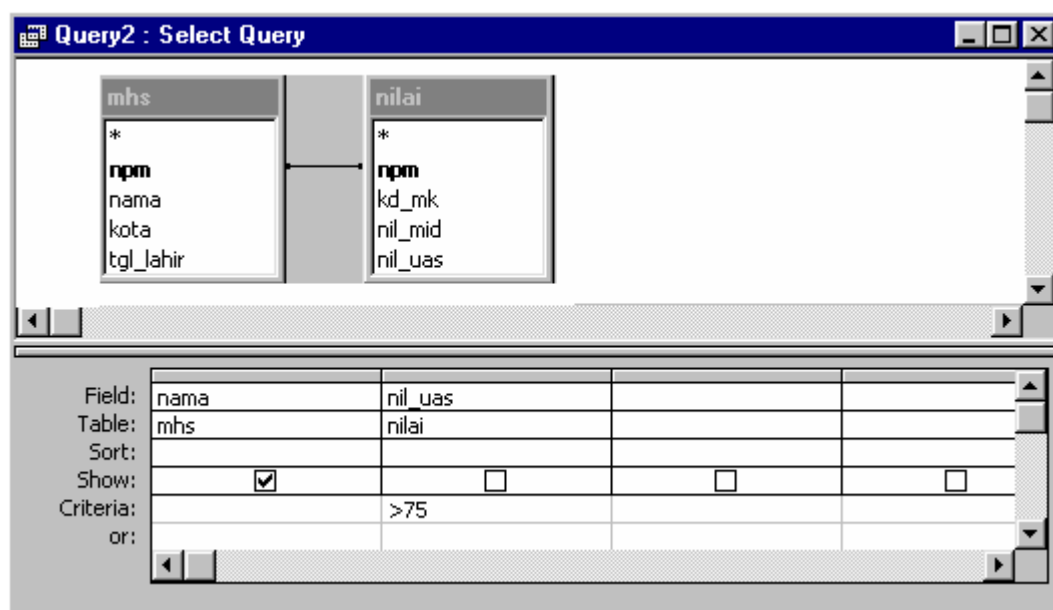 Query2 : Select Query
mhs nilai
* *
npm npm
nama kd_mk
kota nil_mid
tgl_lahir nil_uas
Field: nama nil_uas
Table: mhs nilai
Sort:
Show:
Criteria: >75
or: